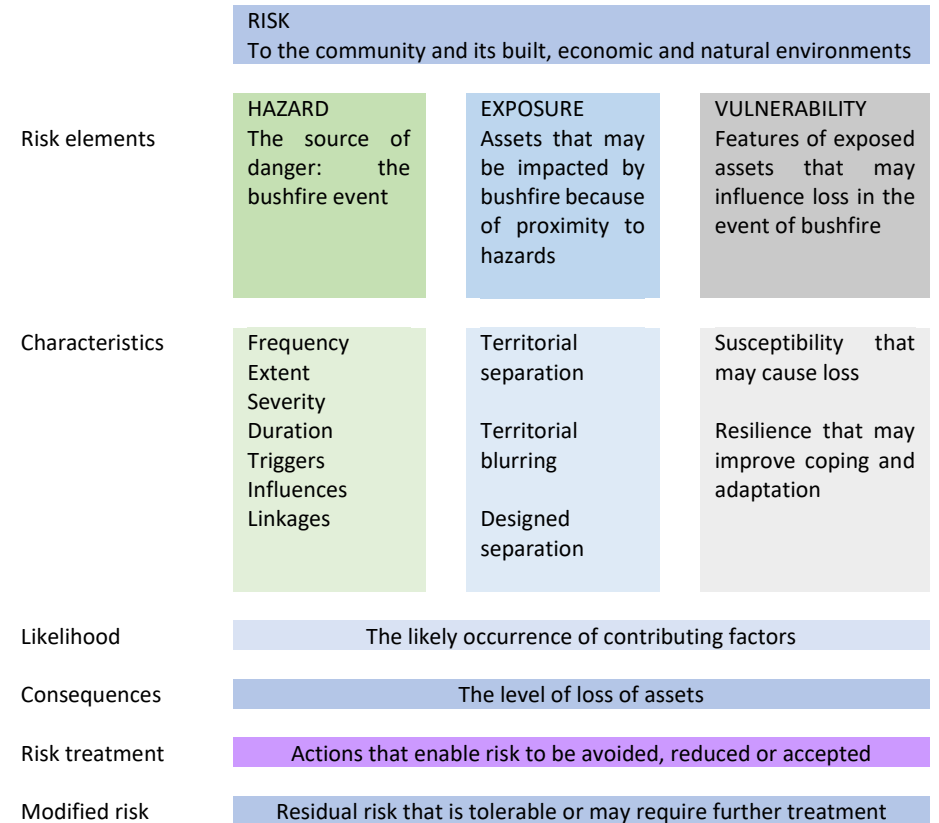 RISK
To the community and its built, economic and natural environments
Risk elements
HAZARD
The source of
danger: the
bushfire event
EXPOSURE
Assets that may
be impacted by
bushfire because
of proximity to
hazards
VULNERABILITY
Features of exposed
assets that may
influence loss in the
event of bushfire
Characteristics
Frequency
Extent
Severity
Duration
Triggers
Influences
Linkages
Territorial
separation
Territorial
blurring
Designed
separation
Susceptibility that
may cause loss
Resilience that may
improve coping and
adaptation
Likelihood
The likely occurrence of contributing factors
Consequences
The level of loss of assets
Risk treatment
Actions that enable risk to be avoided, reduced or accepted
Modified risk
Residual risk that is tolerable or may require further treatment